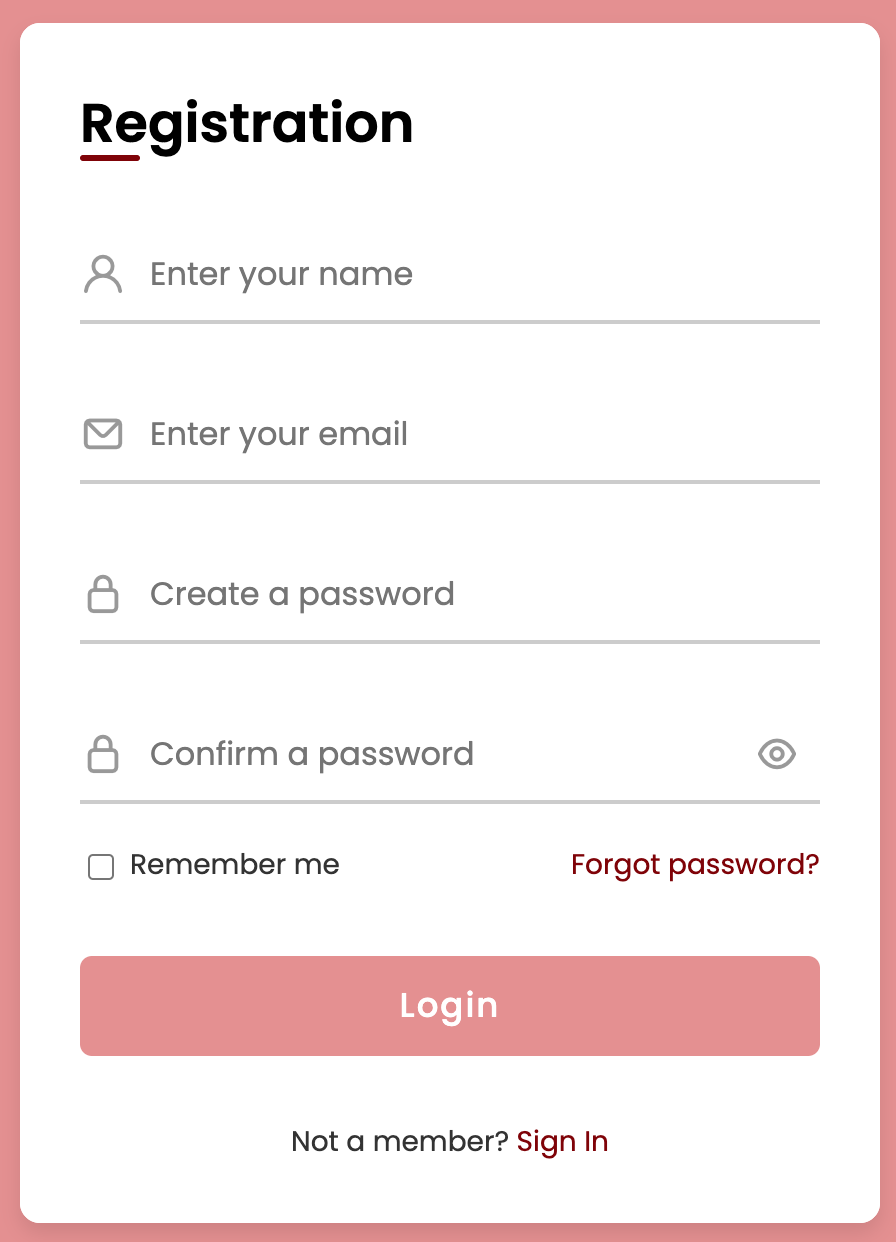 Registration
Enter your name
Enter your email
Create a password
Confirm a password
Remember me Forgot password?
Login
Not a member? Sign In